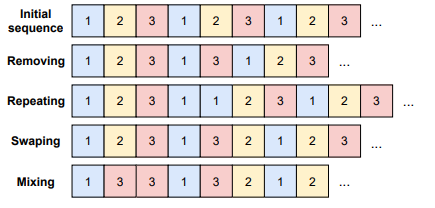 Initial sequence 1 2 3 1 2 3 1 2 3 ...
Removing 1 2 3 1 3 1 2 3 ...
Repeating 1 2 3 1 1 2 3 1 2 3 ...
Swaping 1 2 3 1 3 2 1 2 3 ...
Mixing 1 3 3 1 3 2 1 2 ...